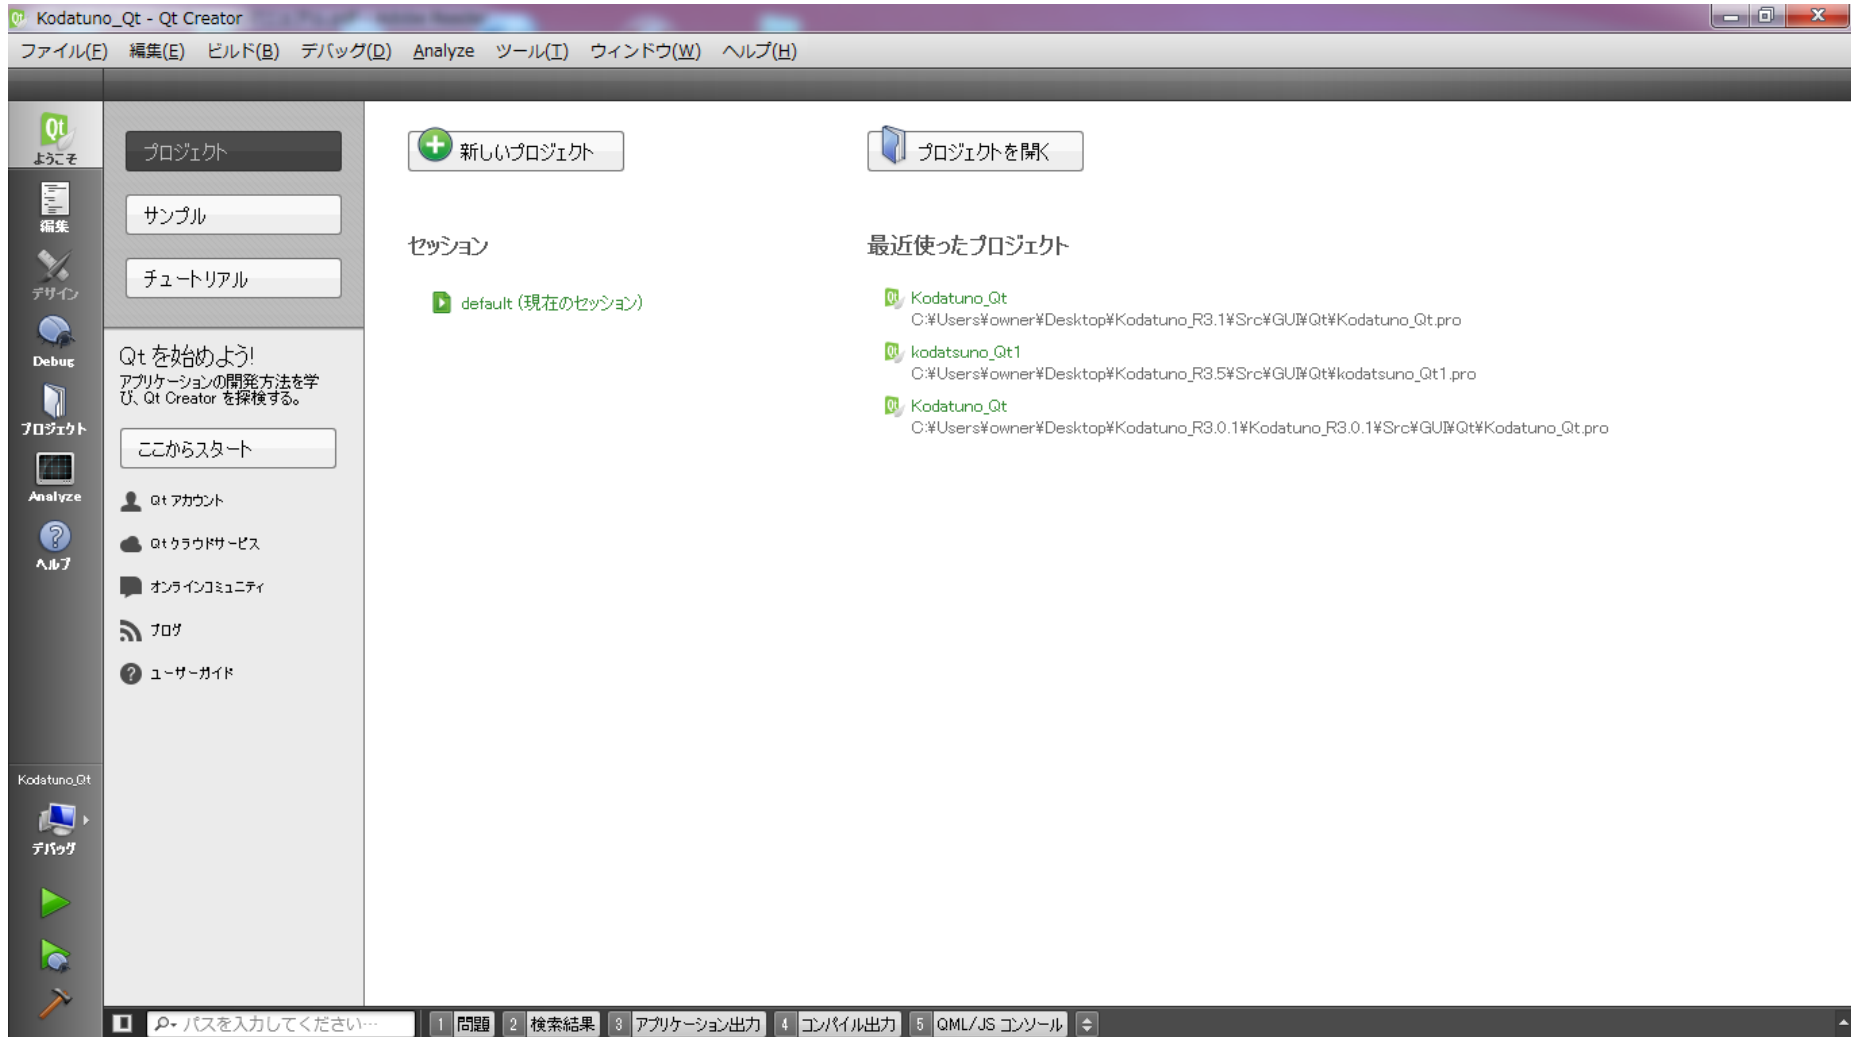 Kodatuno_Qt - Qt Creator
ファイル(F) 編集(E) ビルド(B) デバッグ(D) Analyze ツール(T) ウィンドウ(W) ヘルプ(H)
Qt
ようこそ
編集
デザイン
Debug
プロジェクト
Analyze
ヘルプ
Kodatuno_Qt
デバッグ
プロジェクト
サンプル
チュートリアル
Qt を始めよう!
アプリケーションの開発方法を学
び、Qt Creator を探検する。
ここからスタート
Qt アカウント
Qt クラウドサービス
オンラインコミュニティ
ブログ
ユーザーガイド
新しいプロジェクト
プロジェクトを開く
セッション
default (現在のセッション)
最近使ったプロジェクト
Kodatuno_Qt
C:¥Users¥owner¥Desktop¥Kodatuno_R3.1¥Src¥GUI¥Qt¥Kodatuno_Qt.pro
kodatsuno_Qt1
C:¥Users¥owner¥Desktop¥Kodatuno_R3.5¥Src¥GUI¥Qt¥kodatsuno_Qt1.pro
Kodatuno_Qt
C:¥Users¥owner¥Desktop¥Kodatuno_R3.0.1¥Kodatuno_R3.0.1¥Src¥GUI¥Qt¥Kodatuno_Qt.pro
パスを入力してください…
1 問題 2 検索結果 3 アプリケーション出力 4 コンパイル出力 5 QML/JS コンソール